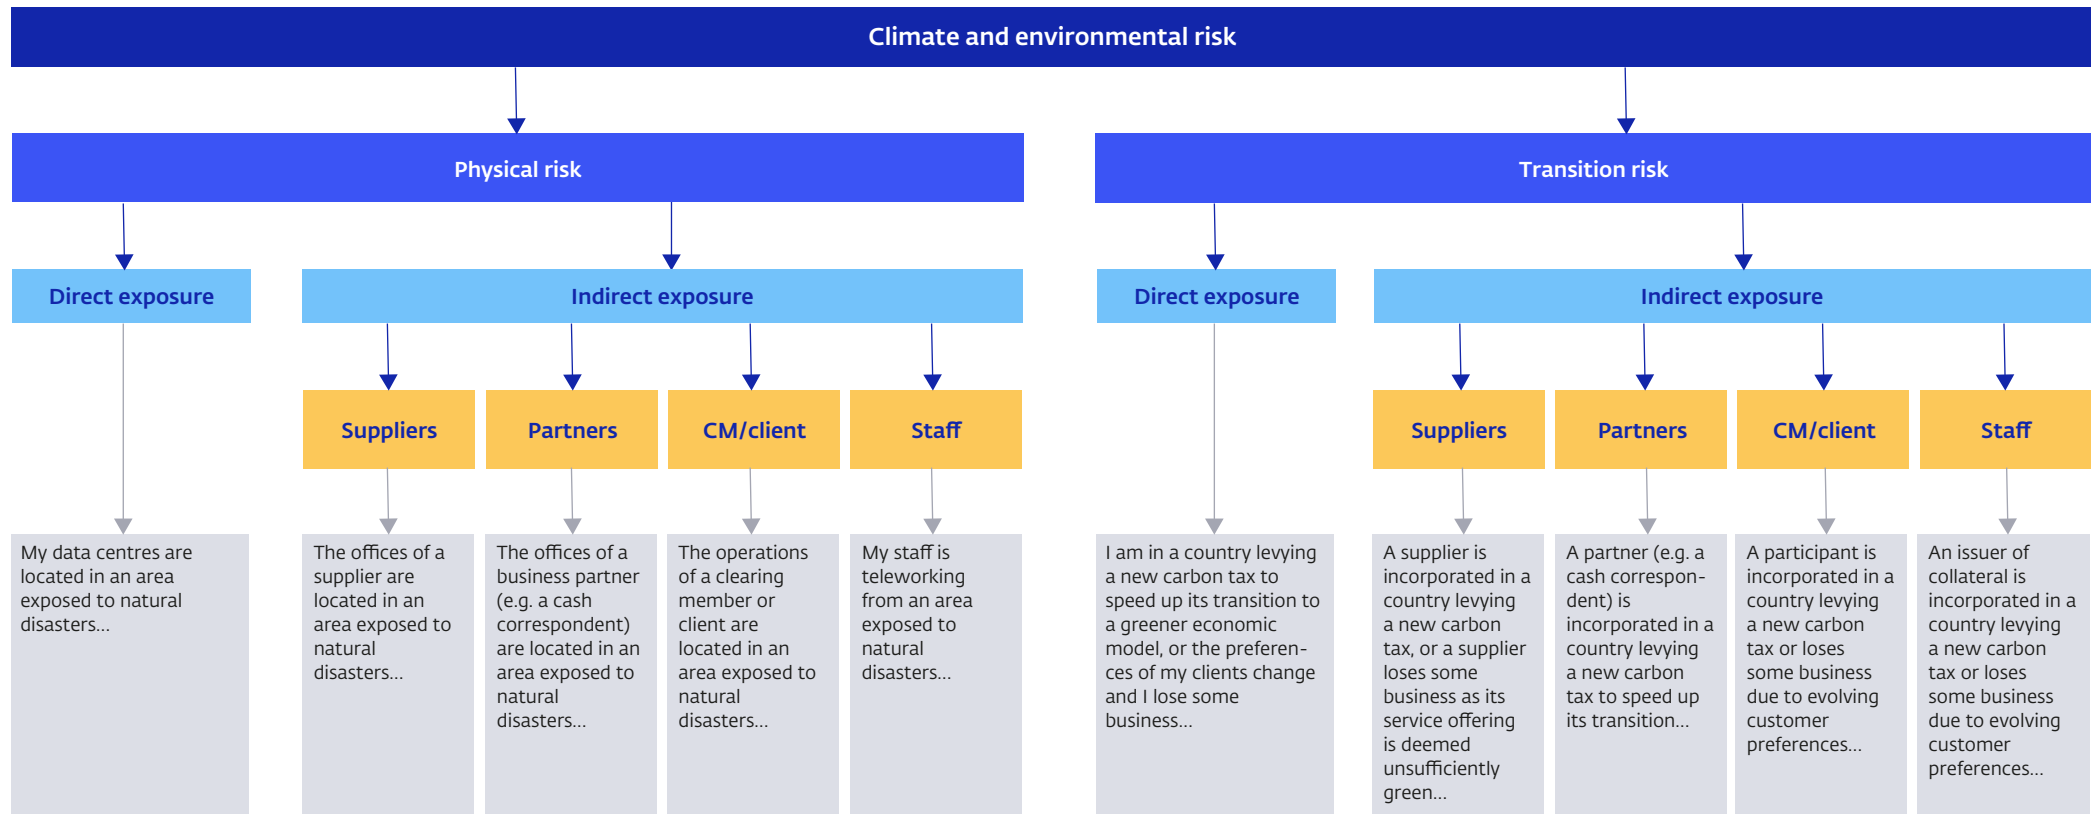 Climate and environmental risk
Physical risk
Transition risk
Direct exposure
Indirect exposure
Direct exposure
Indirect exposure
Suppliers
Partners
CM/client
Staff
Suppliers
Partners
CM/client
Staff
My data centres are
located in an area
exposed to natural
disasters...
The offices of a
supplier are
located in an
area exposed to
natural
disasters...
The offices of a
business partner
(e.g. a cash
correspondent)
are located in an
area exposed to
natural
disasters...
The operations
of a clearing
member or
client are
located in an
area exposed to
natural
disasters...
My staff is
teleworking
from an area
exposed to
natural
disasters...
I am in a country levying
a new carbon tax to
speed up its transition to
a greener economic
model, or the preferen-
ces of my clients change
and I lose some
business...
A supplier is
incorporated in a
country levying
a new carbon
tax, or a supplier
loses some
business as its
service offering
is deemed
unsufficiently
green...
A partner (e.g. a
cash correspon-
dent) is
incorporated in a
country levying
a new carbon
tax to speed up
its transition...
A participant is
incorporated in a
country levying
a new carbon
tax or loses
some business
due to evolving
customer
preferences...
An issuer of
collateral is
incorporated in a
country levying
a new carbon
tax or loses
some business
due to evolving
customer
preferences...